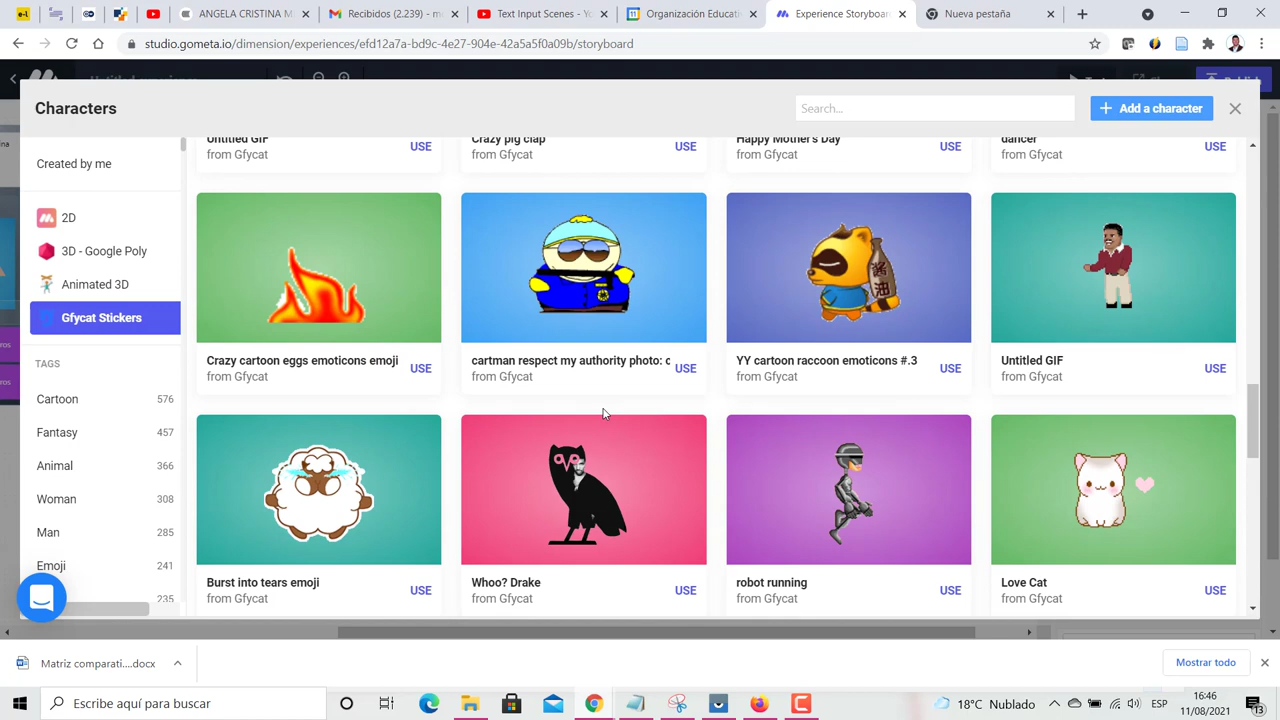 ANGELA CRISTINA M
Recibidos (2.239) - m
Text Input Scenes - Yo
Organización Educati
Experience Storyboar
Nueva pestaña
studio.gometa.io/dimension/experiences/efd12a7a-bd9c-4e27-904e-42a5a5f0a09b/storyboard
Characters
Search...
Add a character
Created by me
2D
3D - Google Poly
Animated 3D
Gfycat Stickers
TAGS
Cartoon 576
Fantasy 457
Animal 366
Woman 308
Man 285
Emoji 241
235
Untitled GIF
from Gfycat
USE
Crazy pig clap
from Gfycat
USE
Happy Mother's Day
from Gfycat
USE
dancer
from Gfycat
USE
Crazy cartoon eggs emoticons emoji
from Gfycat
USE
cartman respect my authority photo: c
from Gfycat
USE
YY cartoon raccoon emoticons #.3
from Gfycat
USE
Untitled GIF
from Gfycat
USE
Burst into tears emoji
from Gfycat
USE
Whoo? Drake
from Gfycat
USE
robot running
from Gfycat
USE
Love Cat
from Gfycat
USE
Matriz comparati....docx
Mostrar todo
Escribe aquí para buscar
18°C Nublado
ESP
16:46
11/08/2021
13